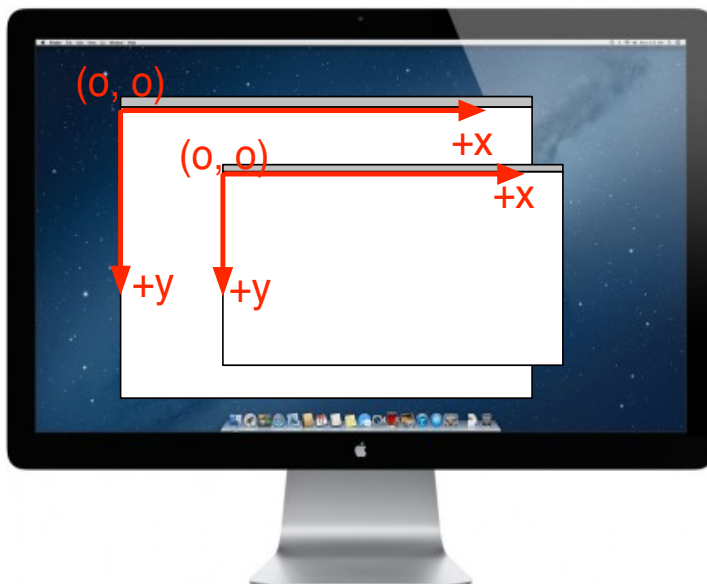 (o, o)
+x
(o, o)
+x
+y
+y